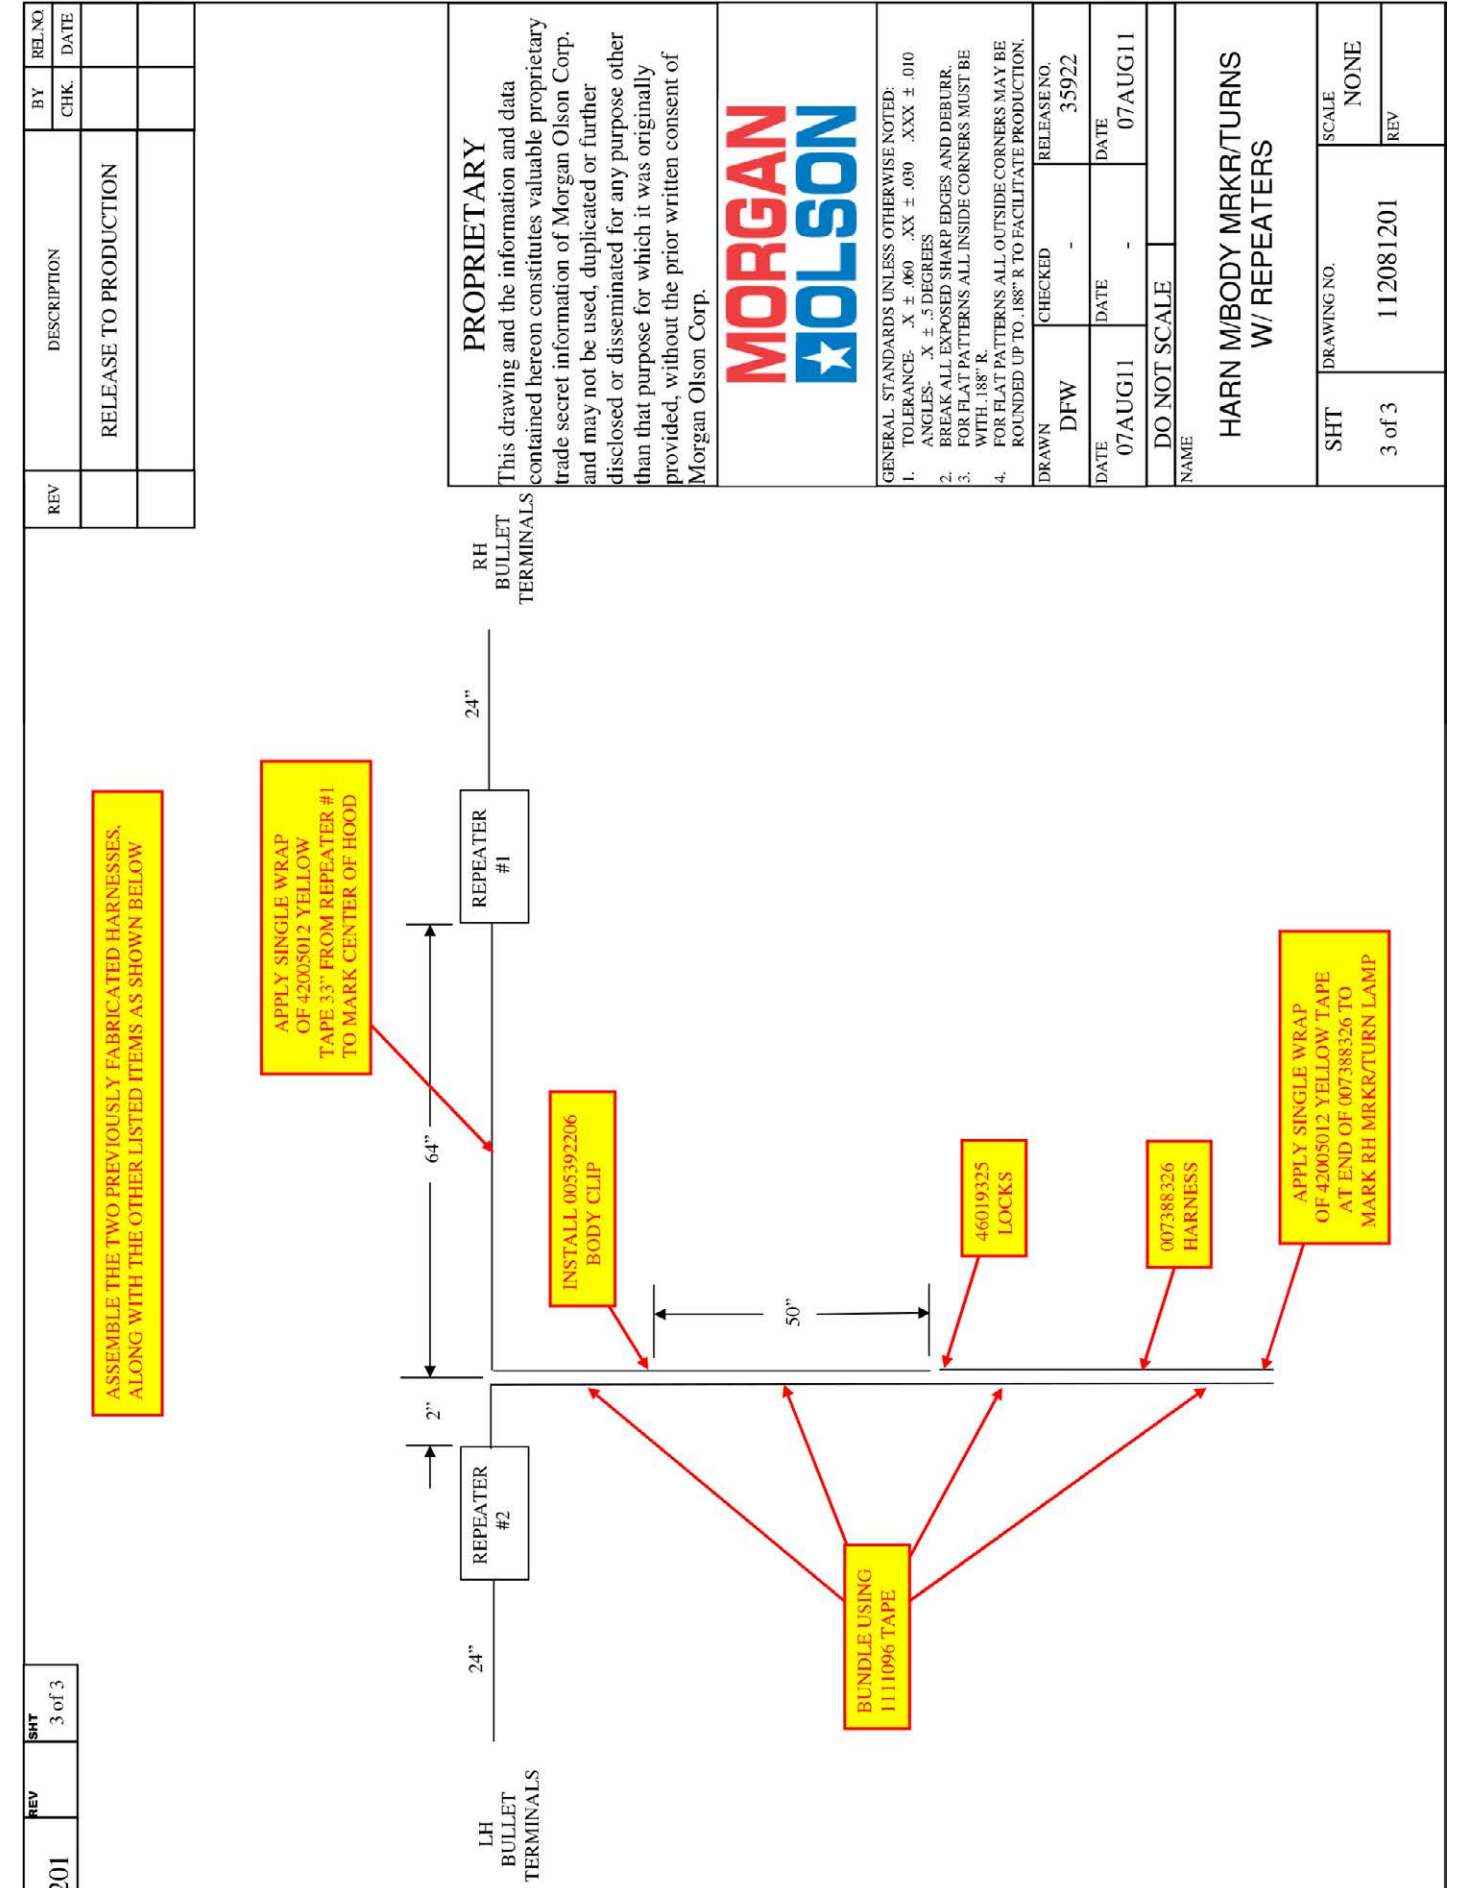 201
REV
SHT
3 of 3
REV
DESCRIPTION
BY
REL.NO.
CHK.
DATE
RELEASE TO PRODUCTION
ASSEMBLE THE TWO PREVIOUSLY FABRICATED HARNESSES,
ALONG WITH THE OTHER LISTED ITEMS AS SHOWN BELOW
APPLY SINGLE WRAP
OF 42005012 YELLOW
TAPE 33” FROM REPEATER #1
TO MARK CENTER OF HOOD
2”
64”
LH
BULLET
TERMINALS
24”
REPEATER
#2
REPEATER
#1
24”
RH
BULLET
TERMINALS
INSTALL 005392206
BODY CLIP
50”
BUNDLE USING
1111096 TAPE
46019325
LOCKS
007388326
HARNESS
APPLY SINGLE WRAP
OF 42005012 YELLOW TAPE
AT END OF 007388326 TO
MARK RH MRKR/TURN LAMP
PROPRIETARY
This drawing and the information and data
contained hereon constitutes valuable proprietary
trade secret information of Morgan Olson Corp.
and may not be used, duplicated or further
disclosed or disseminated for any purpose other
than that purpose for which it was originally
provided, without the prior written consent of
Morgan Olson Corp.
MORGAN
OLSON
GENERAL STANDARDS UNLESS OTHERWISE NOTED:
1. TOLERANCE- .X ± .060 .XX ± .030 .XXX ± .010
ANGLES- .X ± .5 DEGREES
2. BREAK ALL EXPOSED SHARP EDGES AND DEBURR.
3. FOR FLAT PATTERNS ALL INSIDE CORNERS MUST BE
WITH .188” R.
4. FOR FLAT PATTERNS ALL OUTSIDE CORNERS MAY BE
ROUNDED UP TO .188” R TO FACILITATE PRODUCTION.
DRAWN
DFW
CHECKED
-
RELEASE NO.
35922
DATE
07AUG11
DATE
-
DATE
07AUG11
DO NOT SCALE
NAME
HARN M/BODY MRKR/TURNS
W/ REPEATERS
SHT
3 of 3
DRAWING NO.
112081201
SCALE
NONE
REV